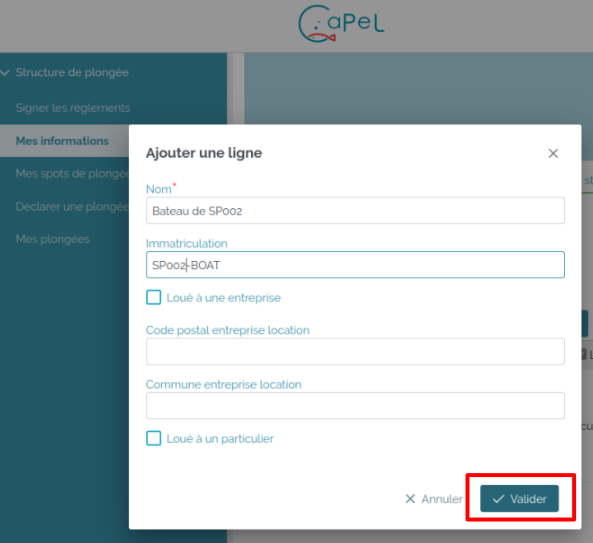 CaPeL
Structure de plongée
Signer les règlements
Mes informations
Mes spots de plongée
Déclarer une plongée
Mes plongées
Ajouter une ligne
Nom*
Bateau de SP002
Immatriculation
SP002-BOAT
Loué à une entreprise
Code postal entreprise location
Commune entreprise location
Loué à un particulier
Annuler
Valider